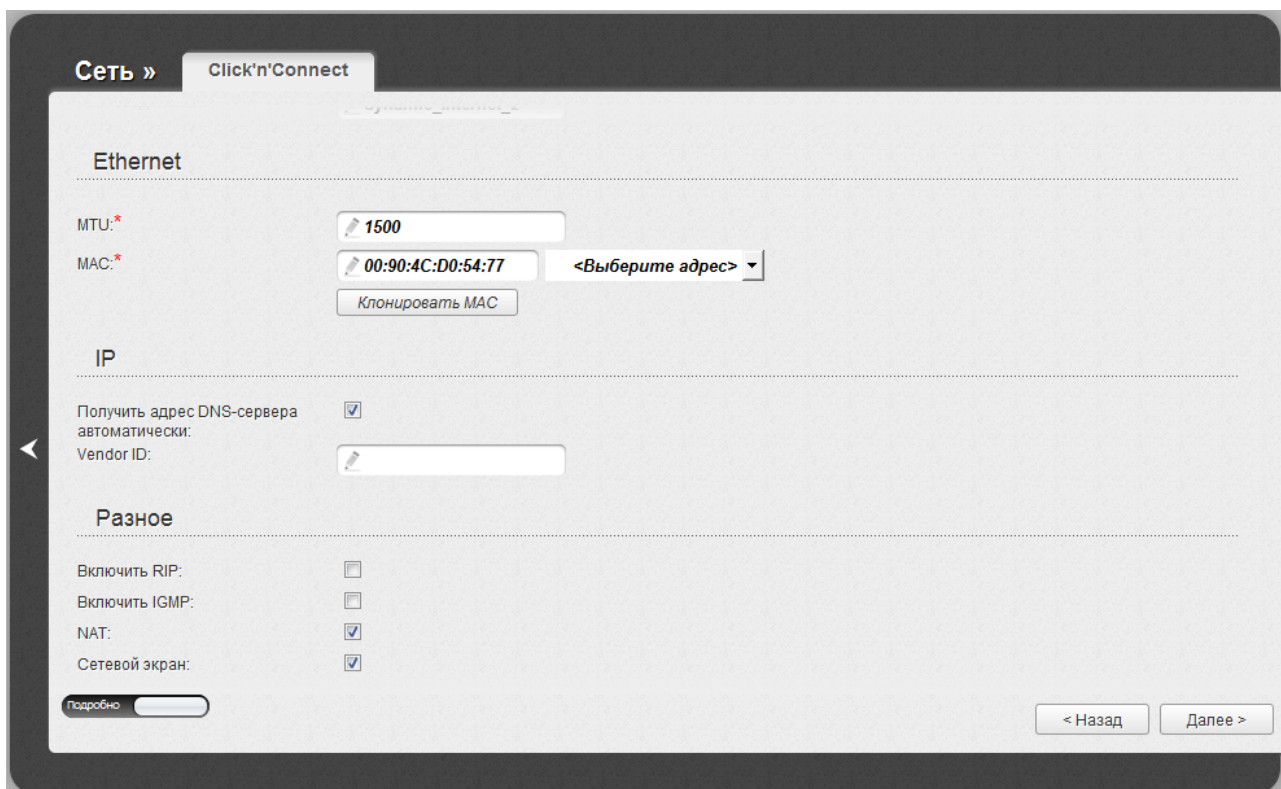 Сеть »
Click'n'Connect
dynamic_Internet_2
Ethernet
MTU:*
1500
MAC:*
00:90:4C:D0:54:77
<Выберите адрес>
Клонировать MAC
IP
Получить адрес DNS-сервера
автоматически:
Vendor ID:
Разное
Включить RIP:
Включить IGMP:
NAT:
Сетевой экран:
Подробно
< Назад
Далее >